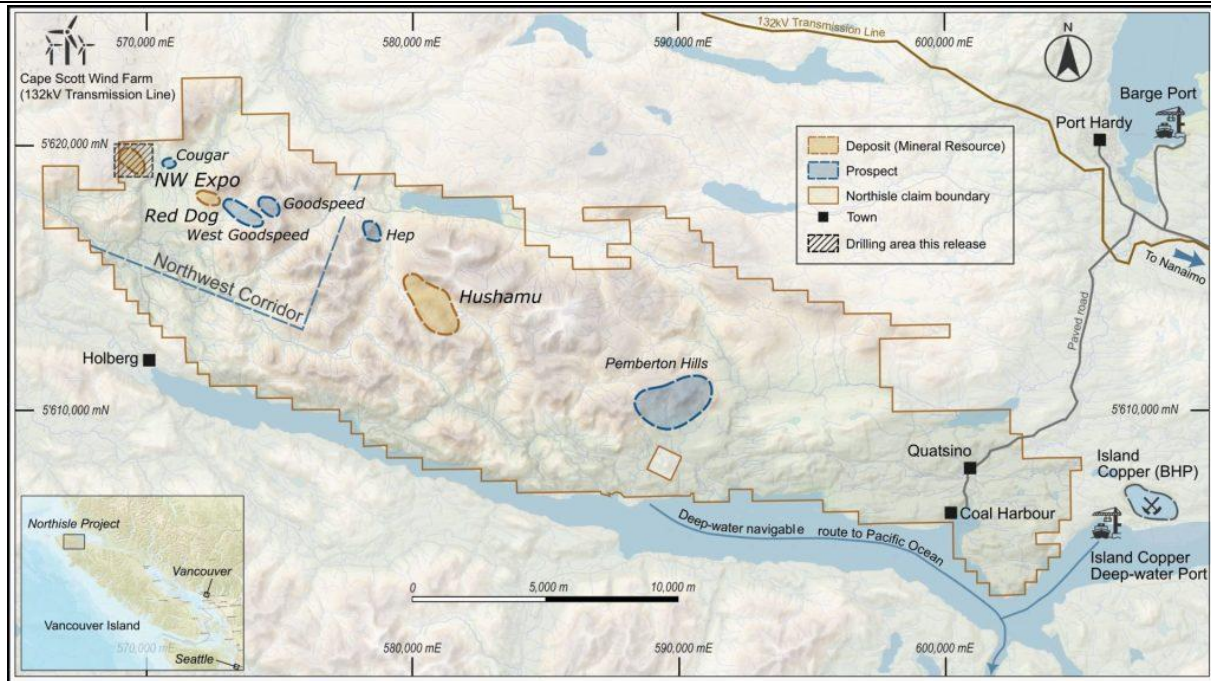 570,000 mE
580,000 mE
590,000 mE
600,000 mE
132kV Transmission Line
N
Cape Scott Wind Farm
(132kV Transmission Line)
Barge Port
Port Hardy
5'620,000 mN
Cougar
NW Expo
Red Dog
Goodspeed
West Goodspeed
Hep
Northwest Corridor
Hushamu
Deposit (Mineral Resource)
Prospect
Northisle claim boundary
Town
Drilling area this release
To Nanaimo
Paved road
Holberg
Pemberton Hills
5'610,000 mN
5'610,000 mN
Quatsino
Island
Copper (BHP)
Coal Harbour
Deep-water navigable route to Pacific Ocean
Island Copper
Deep-water Port
Northisle Project
Vancouver
Vancouver Island
Seattle
0
5,000 m
10,000 m
570,000 mE
580,000 mE
590,000 mE
600,000 mE